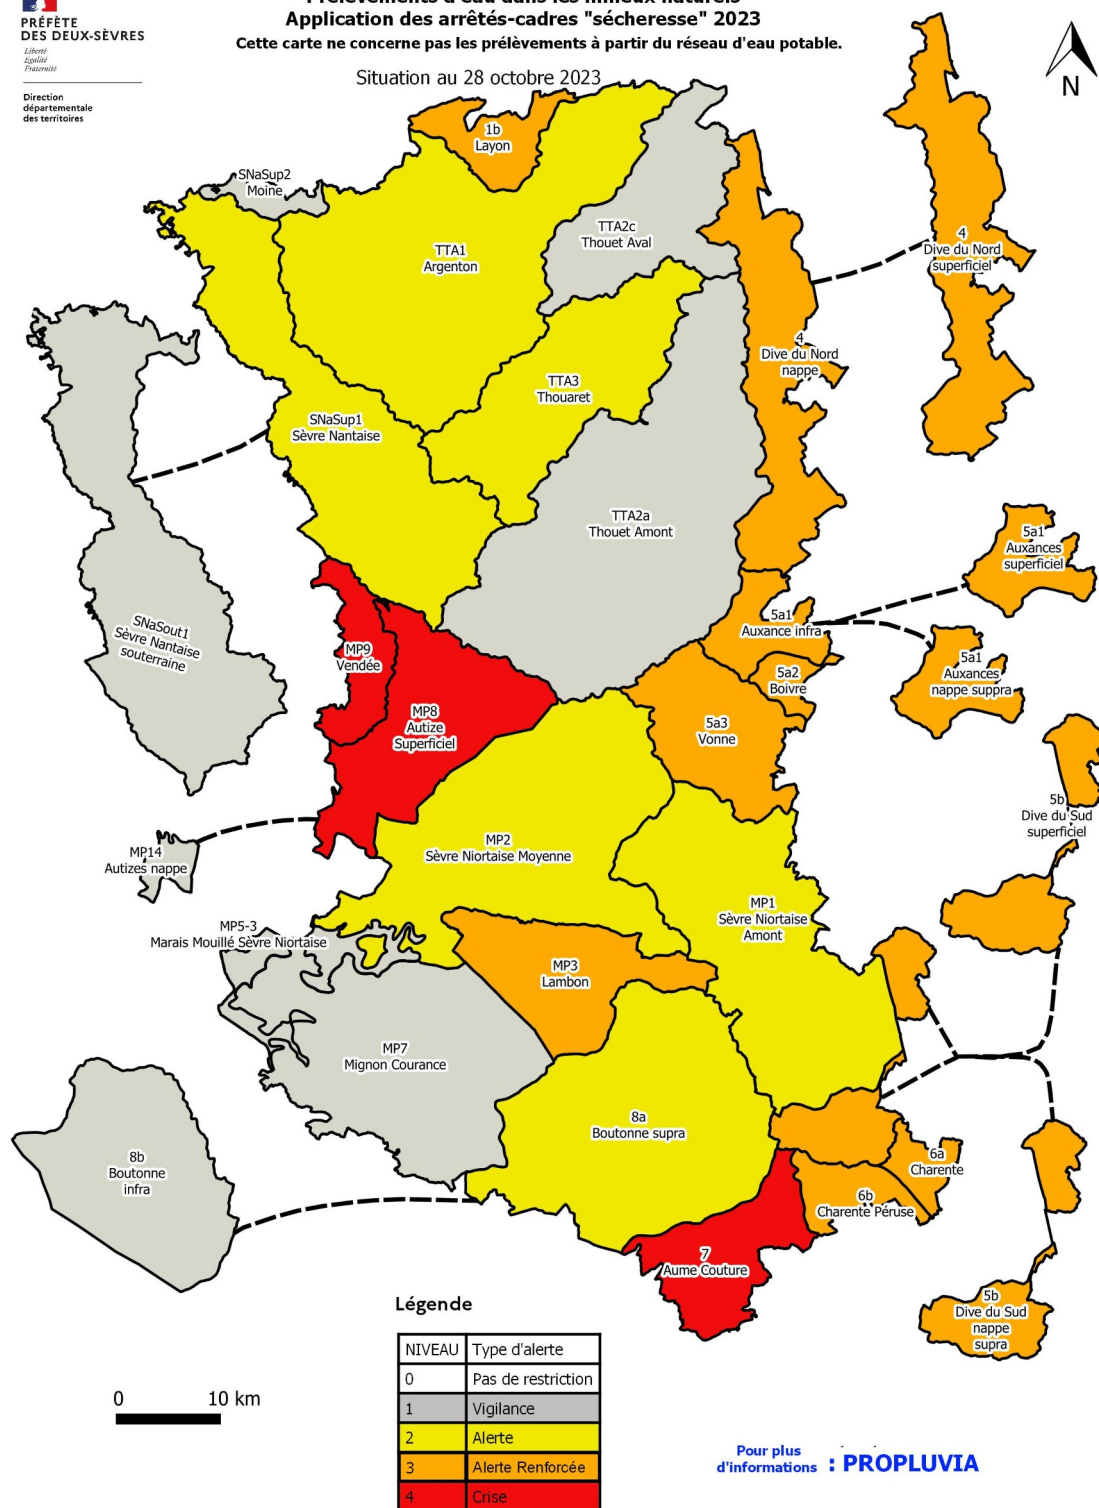 Prélèvements d'eau dans les milieux naturels
Application des arrêtés-cadres "sécheresse" 2023
Cette carte ne concerne pas les prélèvements à partir du réseau d'eau potable.
Situation au 28 octobre 2023
PRÉFÈTE
DES DEUX-SÈVRES
Liberté
Égalité
Fraternité
Direction
départementale
des territoires
N
1b
Layon
SNaSup2
Moine
TTA2c
Thouet Aval
TTA1
Argenton
4
Dive du Nord
superficiel
4
Dive du Nord
nappe
TTA3
Thouaret
SNaSup1
Sèvre Nantaise
TTA2a
Thouet Amont
5a1
Auxances
superficiel
SNaSout1
Sèvre Nantaise
souterraine
5a1
Auxance infra
MP9
Vendée
5a2
Boivre
5a1
Auxances
nappe suppra
MP8
Autize
Superficiel
5a3
Vonne
5b
Dive du Sud
superficiel
MP2
Sèvre Niortaise Moyenne
MP14
Autizes nappe
MP1
Sèvre Niortaise
Amont
MP5-3
Marais Mouillé Sèvre Niortaise
MP3
Lambon
MP7
Mignon Courance
8a
Boutonne supra
8b
Boutonne
infra
6a
Charente
6b
Charente Péruse
7
Aume Couture
5b
Dive du Sud
nappe
supra
Légende
NIVEAU Type d'alerte
0 Pas de restriction
1 Vigilance
2 Alerte
3 Alerte Renforcée
4 Crise
0 10 km
Pour plus
d'informations : PROPLUVIA